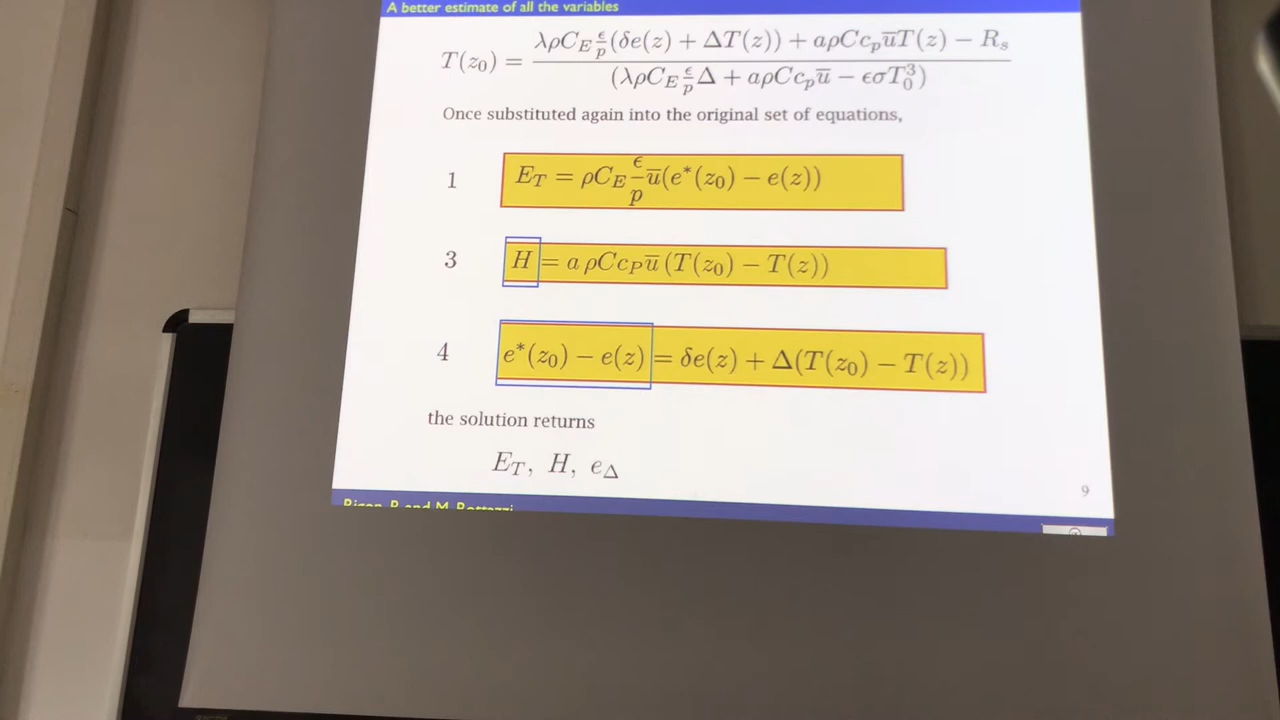 A better estimate of all the variables
T(z₀) = (λρC_E ϵ/p (δe(z) + ΔT(z)) + aρCc_p u̅T(z) − R_s) / (λρC_E ϵ/p Δ + aρCc_p u̅ − ϵσT₀³)
Once substituted again into the original set of equations,
1 E_T = ρC_E ϵ/p u̅(e*(z₀) − e(z))
3 H = a ρCc_P u̅ (T(z₀) − T(z))
4 e*(z₀) − e(z) = δe(z) + Δ(T(z₀) − T(z))
the solution returns
E_T, H, e_Δ
9